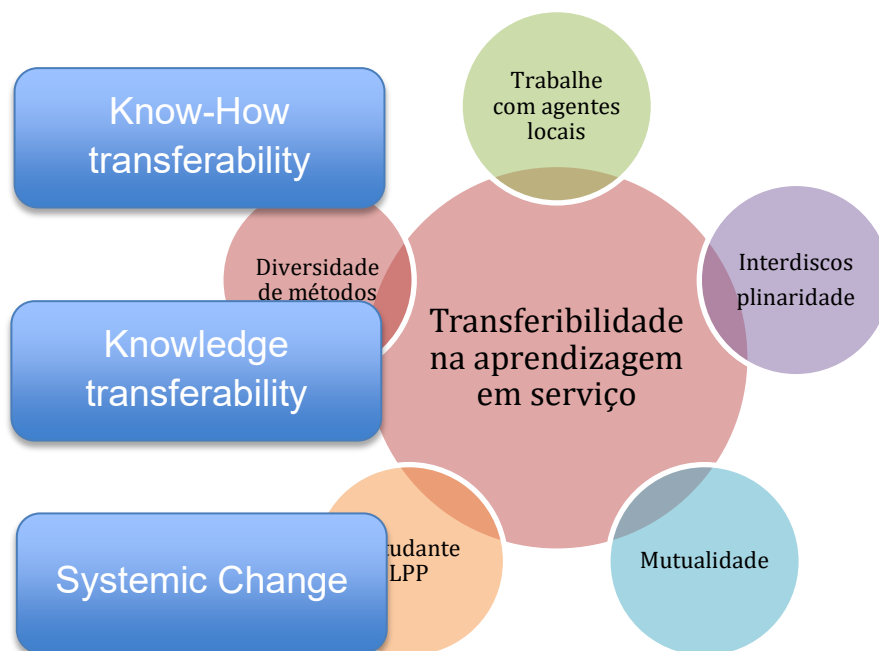 Know-How
transferability
Trabalhe
com agentes
locais
Diversidade
de métodos
Interdiscos
plinaridade
Transferibilidade
na aprendizagem
em serviço
Knowledge
transferability
Systemic Change
tudante
LPP
Mutualidade